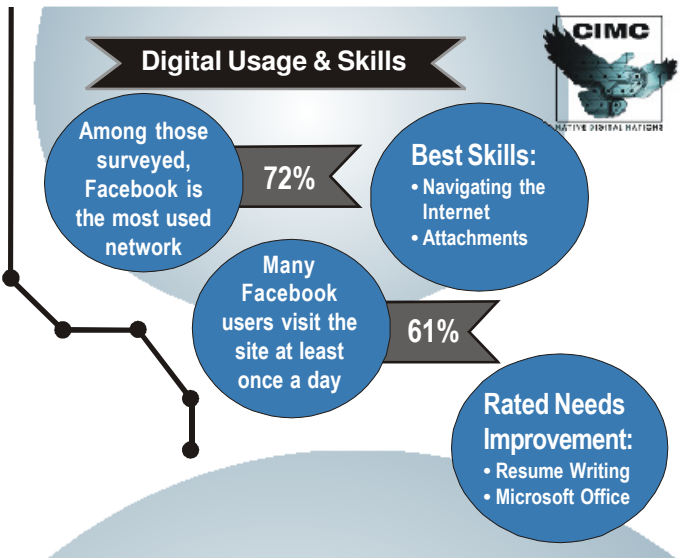 CIMC
NATIVE DIGITAL NATIONS
Digital Usage & Skills
Among those
surveyed,
Facebook is
the most used
network
72%
Best Skills:
• Navigating the
Internet
• Attachments
Many
Facebook
users visit the
site at least
once a day
61%
Rated Needs
Improvement:
• Resume Writing
• Microsoft Office